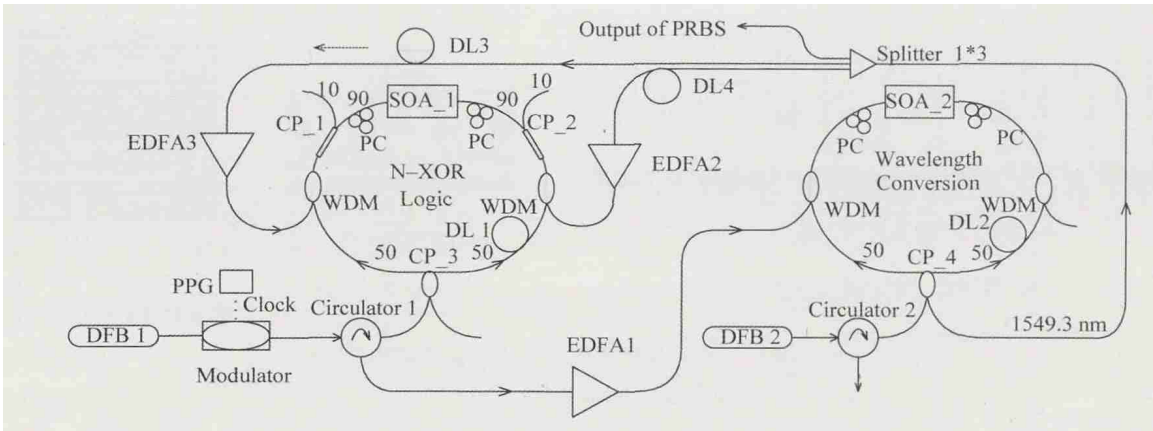 Output of PRBS
DL3
Splitter 1*3
10
90
SOA_1
90
10
DL4
SOA_2
CP_1
CP_2
EDFA3
PC
PC
EDFA2
PC
PC
N–XOR
Logic
Wavelength
Conversion
WDM
WDM
WDM
WDM
DL 1
DL2
50
CP_3
50
50
CP_4
50
PPG
Clock
Circulator 1
Circulator 2
1549.3 nm
DFB 1
DFB 2
EDFA1
Modulator